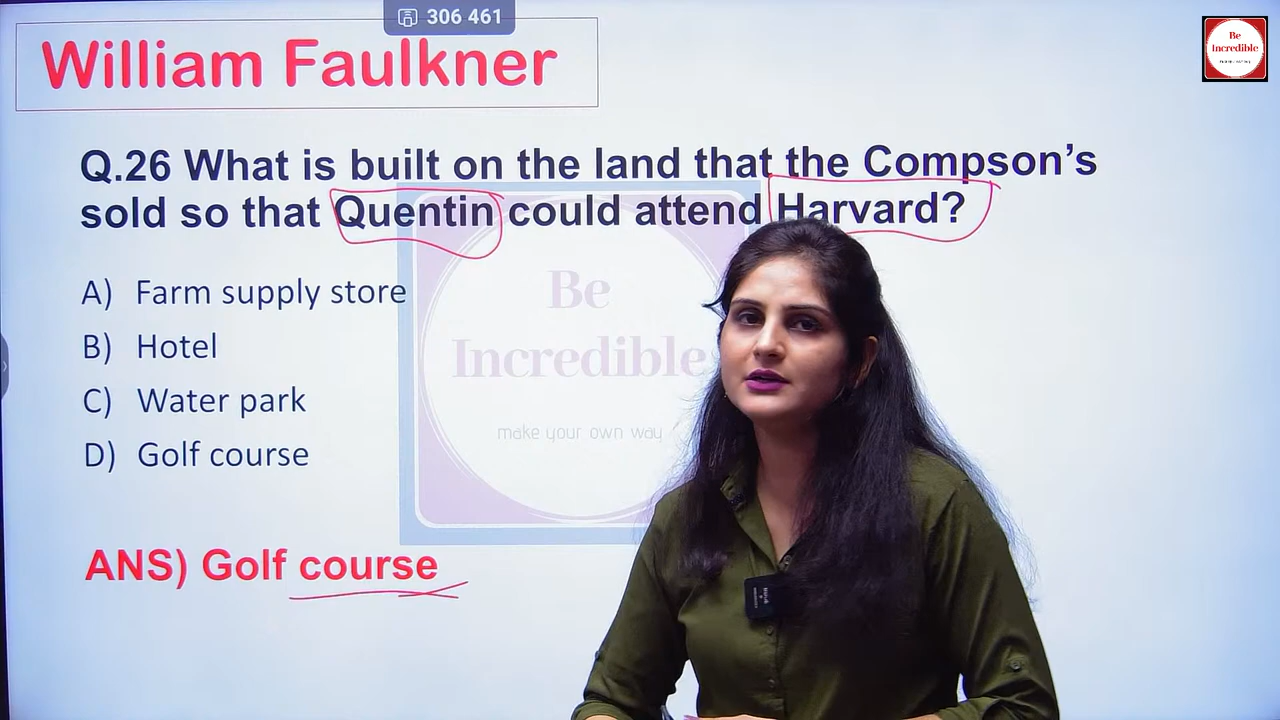 306 461
William Faulkner
Be
Incredible
Q.26 What is built on the land that the Compson's
sold so that Quentin could attend Harvard?
A) Farm supply store
B) Hotel
C) Water park
D) Golf course
Be
Incredible
make your own way
ANS) Golf course